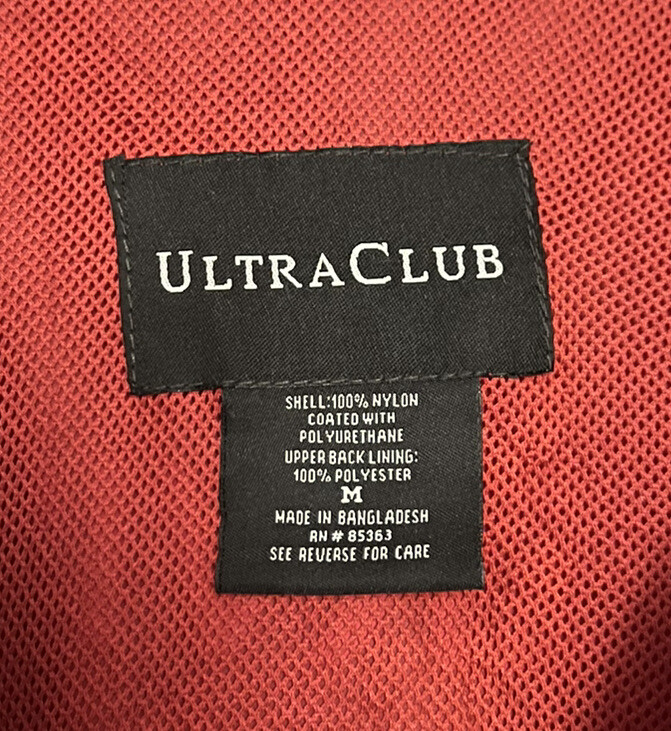 ULTRACLUB
SHELL:100% NYLON
COATED WITH
POLYURETHANE
UPPER BACK LINING:
100% POLYESTER
M
MADE IN BANGLADESH
RN # 85363
SEE REVERSE FOR CARE